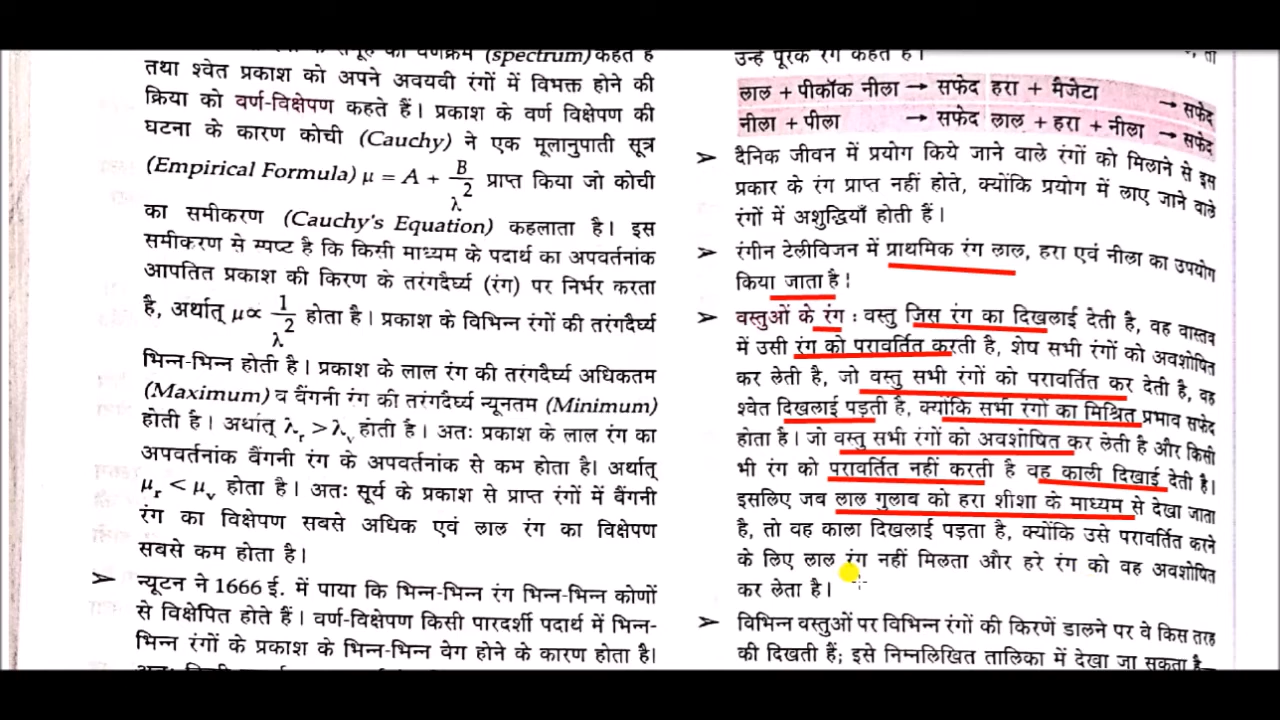 वर्णक्रम (spectrum) कहते हैं
तथा श्वेत प्रकाश को अपने अवयवी रंगों में विभक्त होने की
क्रिया को वर्ण-विक्षेपण कहते हैं। प्रकाश के वर्ण विक्षेपण की
घटना के कारण कोची (Cauchy) ने एक मूलानुपाती सूत्र
(Empirical Formula) μ = A + B/λ² प्राप्त किया जो कोची
का समीकरण (Cauchy's Equation) कहलाता है। इस
समीकरण से स्पष्ट है कि किसी माध्यम के पदार्थ का अपवर्तनांक
आपतित प्रकाश की किरण के तरंगदैर्घ्य (रंग) पर निर्भर करता
है, अर्थात् μ∝ 1/λ² होता है। प्रकाश के विभिन्न रंगों की तरंगदैर्घ्य
भिन्न-भिन्न होती है। प्रकाश के लाल रंग की तरंगदैर्घ्य अधिकतम
(Maximum) व बैंगनी रंग की तरंगदैर्घ्य न्यूनतम (Minimum)
होती है। अर्थात् λr > λv होती है। अतः प्रकाश के लाल रंग का
अपवर्तनांक बैंगनी रंग के अपवर्तनांक से कम होता है। अर्थात्
μr < μv होता है। अतः सूर्य के प्रकाश से प्राप्त रंगों में बैंगनी
रंग का विक्षेपण सबसे अधिक एवं लाल रंग का विक्षेपण
सबसे कम होता है।
➢ न्यूटन ने 1666 ई. में पाया कि भिन्न-भिन्न रंग भिन्न-भिन्न कोणों
से विक्षेपित होते हैं। वर्ण-विक्षेपण किसी पारदर्शी पदार्थ में भिन्न-
भिन्न रंगों के प्रकाश के भिन्न-भिन्न वेग होने के कारण होता है।
उन्हें पूरक रंग कहते हैं।
लाल + पीकॉक नीला → सफेद हरा + मैजेंटा → सफेद
नीला + पीला → सफेद लाल + हरा + नीला → सफेद
➢ दैनिक जीवन में प्रयोग किये जाने वाले रंगों को मिलाने से इस
प्रकार के रंग प्राप्त नहीं होते, क्योंकि प्रयोग में लाए जाने वाले
रंगों में अशुद्धियाँ होती हैं।
➢ रंगीन टेलीविजन में प्राथमिक रंग लाल, हरा एवं नीला का उपयोग
किया जाता है।
➢ वस्तुओं के रंग : वस्तु जिस रंग का दिखलाई देती है, वह वास्तव
में उसी रंग को परावर्तित करती है, शेष सभी रंगों को अवशोषित
कर लेती है, जो वस्तु सभी रंगों को परावर्तित कर देती है, वह
श्वेत दिखलाई पड़ती है, क्योंकि सभी रंगों का मिश्रित प्रभाव सफेद
होता है। जो वस्तु सभी रंगों को अवशोषित कर लेती है और किसी
भी रंग को परावर्तित नहीं करती है वह काली दिखाई देती है।
इसलिए जब लाल गुलाब को हरा शीशा के माध्यम से देखा जाता
है, तो वह काला दिखलाई पड़ता है, क्योंकि उसे परावर्तित करने
के लिए लाल रंग नहीं मिलता और हरे रंग को वह अवशोषित
कर लेता है।
➢ विभिन्न वस्तुओं पर विभिन्न रंगों की किरणें डालने पर वे किस तरह
की दिखती हैं; इसे निम्नलिखित तालिका में देखा जा सकता है